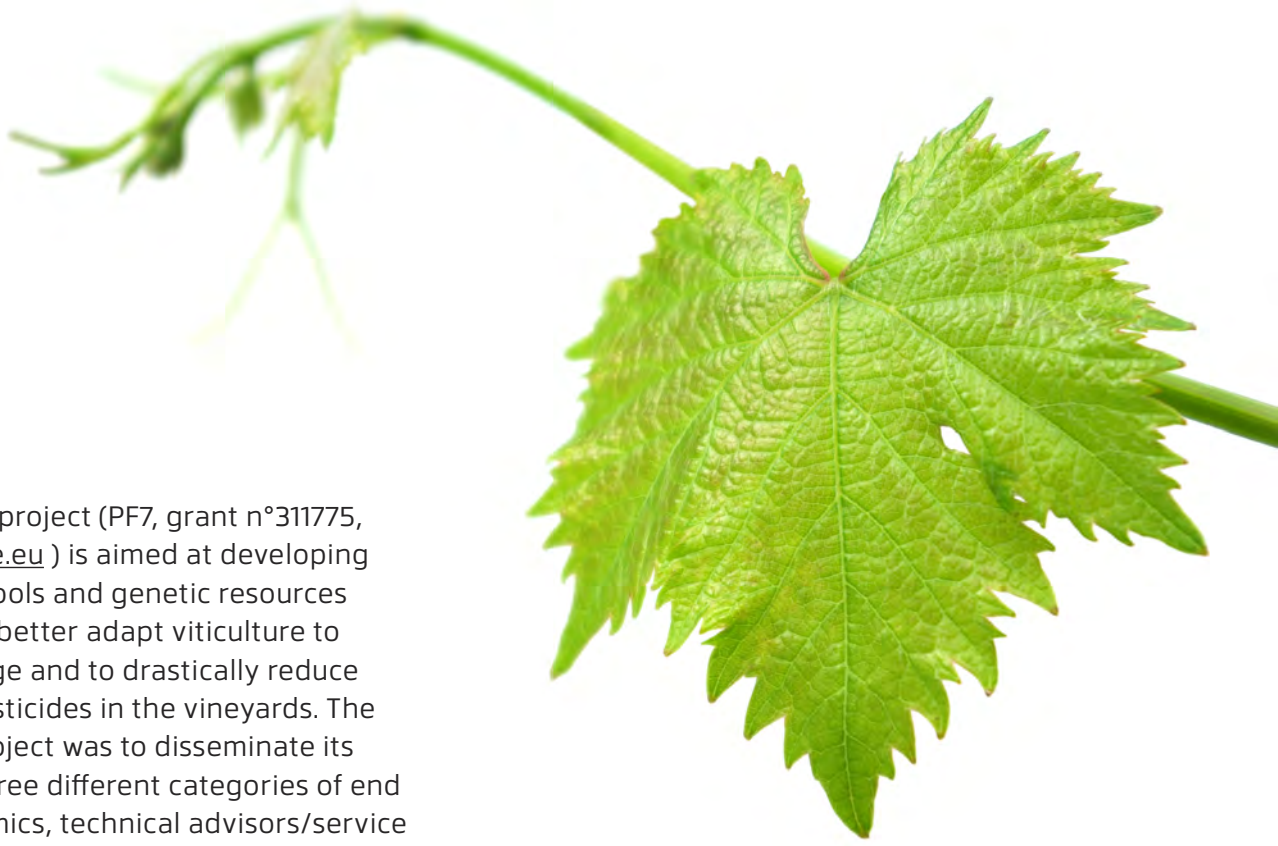 project (PF7, grant n°311775,
e.eu ) is aimed at developing
ools and genetic resources
better adapt viticulture to
ge and to drastically reduce
sticides in the vineyards. The
oject was to disseminate its
ree different categories of end
nics, technical advisors/service